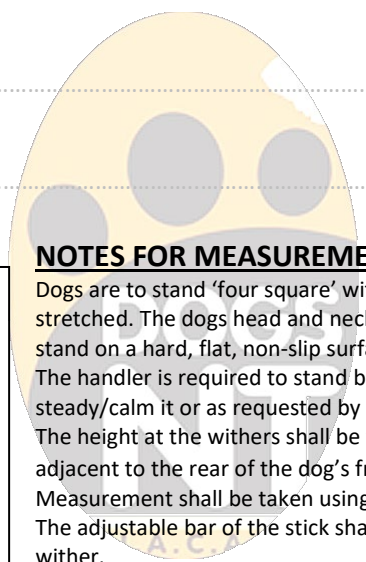 NOTES FOR MEASUREME
Dogs are to stand ‘four square’ wi
stretched. The dogs head and neck
stand on a hard, flat, non-slip surfa
The handler is required to stand b
steady/calm it or as requested by
The height at the withers shall be
adjacent to the rear of the dog’s fr
Measurement shall be taken using
The adjustable bar of the stick sha
wither.
DOGS
NT
A.C.A